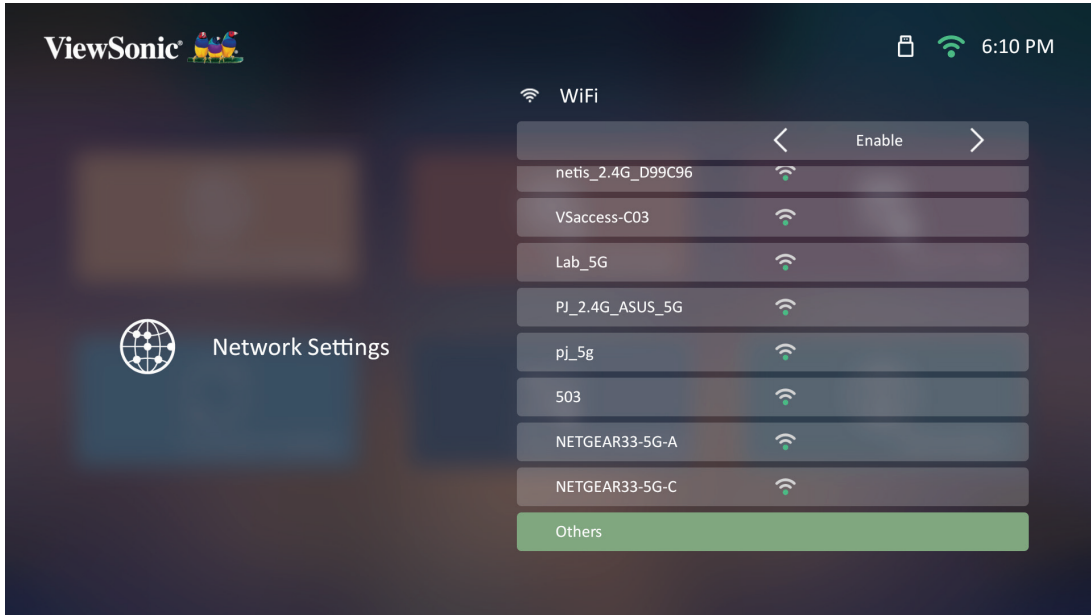 ViewSonic®
6:10 PM
WiFi
Enable
netis_2.4G_D99C96
VSaccess-C03
Lab_5G
PJ_2.4G_ASUS_5G
pj_5g
503
NETGEAR33-5G-A
NETGEAR33-5G-C
Others
Network Settings